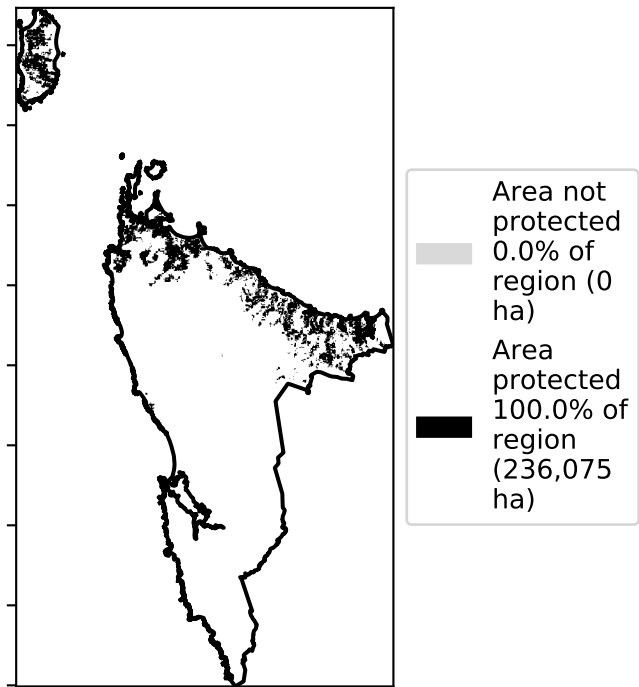 Area not
protected
0.0% of
region (0
ha)
Area
protected
100.0% of
region
(236,075
ha)